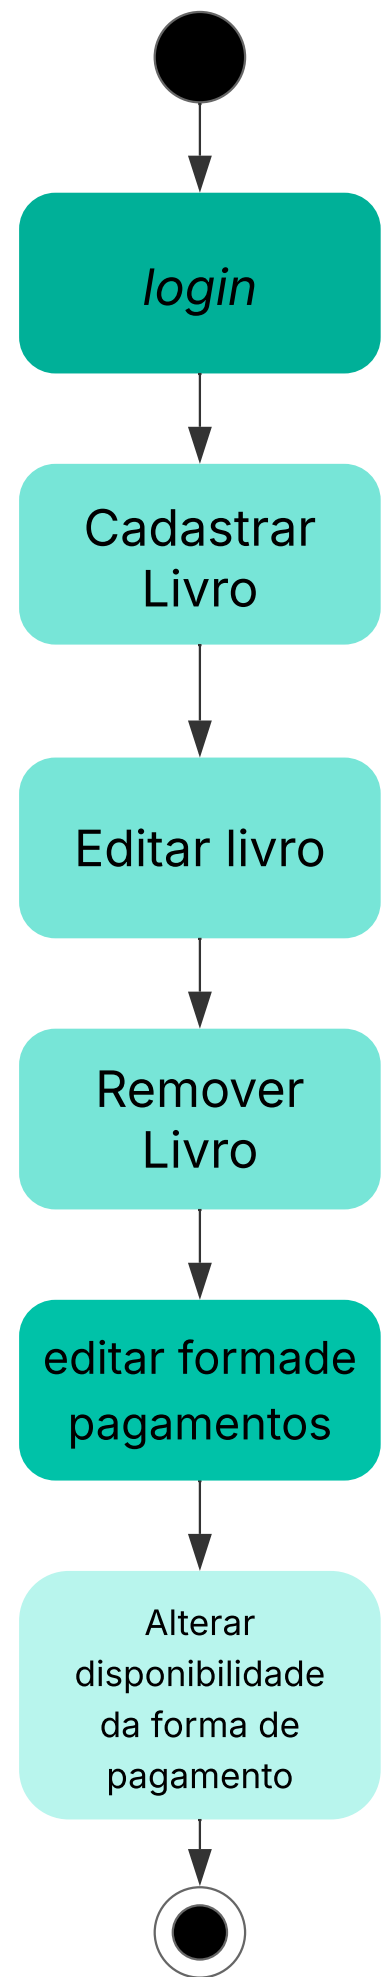 login
Cadastrar
Livro
Editar livro
Remover
Livro
editar formade
pagamentos
Alterar
disponibilidade
da forma de
pagamento